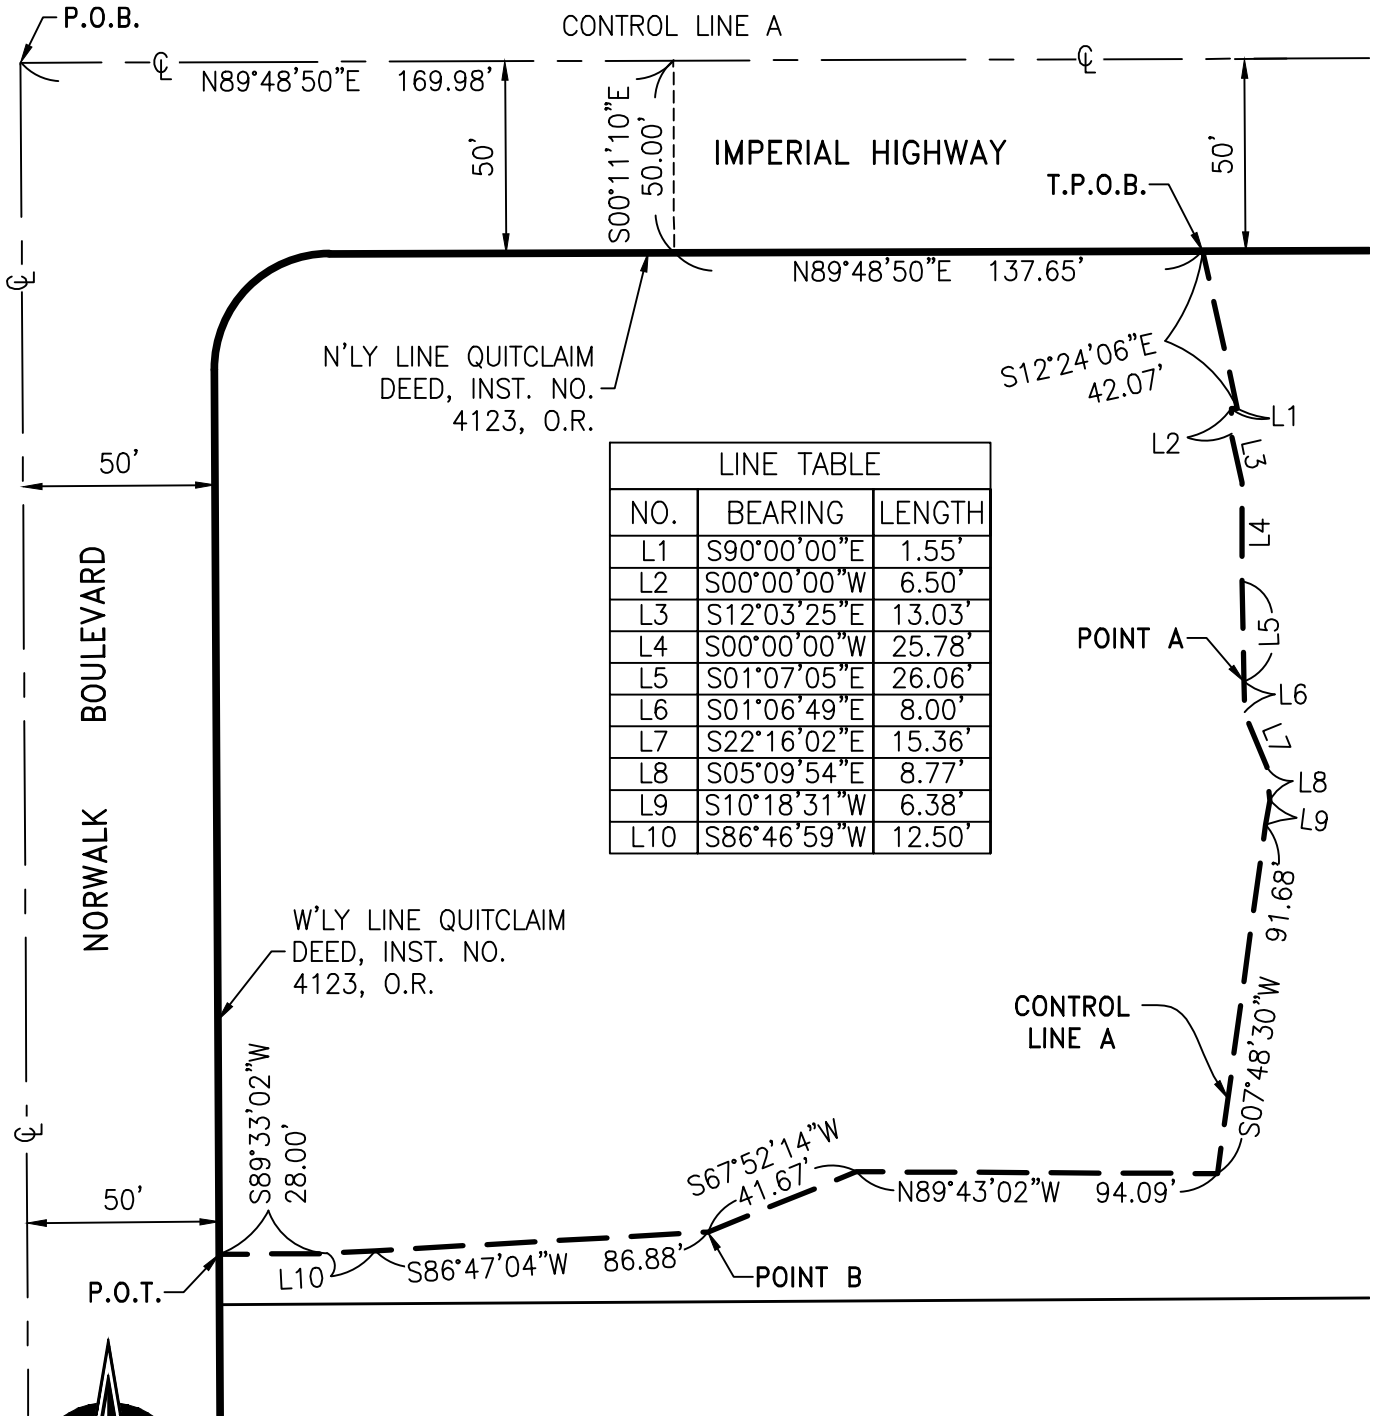 P.O.B.
CONTROL LINE A
℄
℄
N89°48'50"E 169.98'
50'
S00°11'10"E
50.00'
IMPERIAL HIGHWAY
50'
T.P.O.B.
℄
N89°48'50"E 137.65'
N'LY LINE QUITCLAIM
DEED, INST. NO.
4123, O.R.
S12°24'06"E
42.07'
L1
L2
L3
50'
LINE TABLE
NO. BEARING LENGTH
L1 S90°00'00"E 1.55'
L2 S00°00'00"W 6.50'
L3 S12°03'25"E 13.03'
L4 S00°00'00"W 25.78'
L5 S01°07'05"E 26.06'
L6 S01°06'49"E 8.00'
L7 S22°16'02"E 15.36'
L8 S05°09'54"E 8.77'
L9 S10°18'31"W 6.38'
L10 S86°46'59"W 12.50'
L4
L5
POINT A
L6
L7
L8
L9
NORWALK BOULEVARD
S07°48'30"W 91.68'
W'LY LINE QUITCLAIM
DEED, INST. NO.
4123, O.R.
CONTROL
LINE A
℄
S89°33'02"W
28.00'
S67°52'14"W
41.67'
50'
N89°43'02"W 94.09'
S86°47'04"W 86.88'
L10
POINT B
P.O.T.